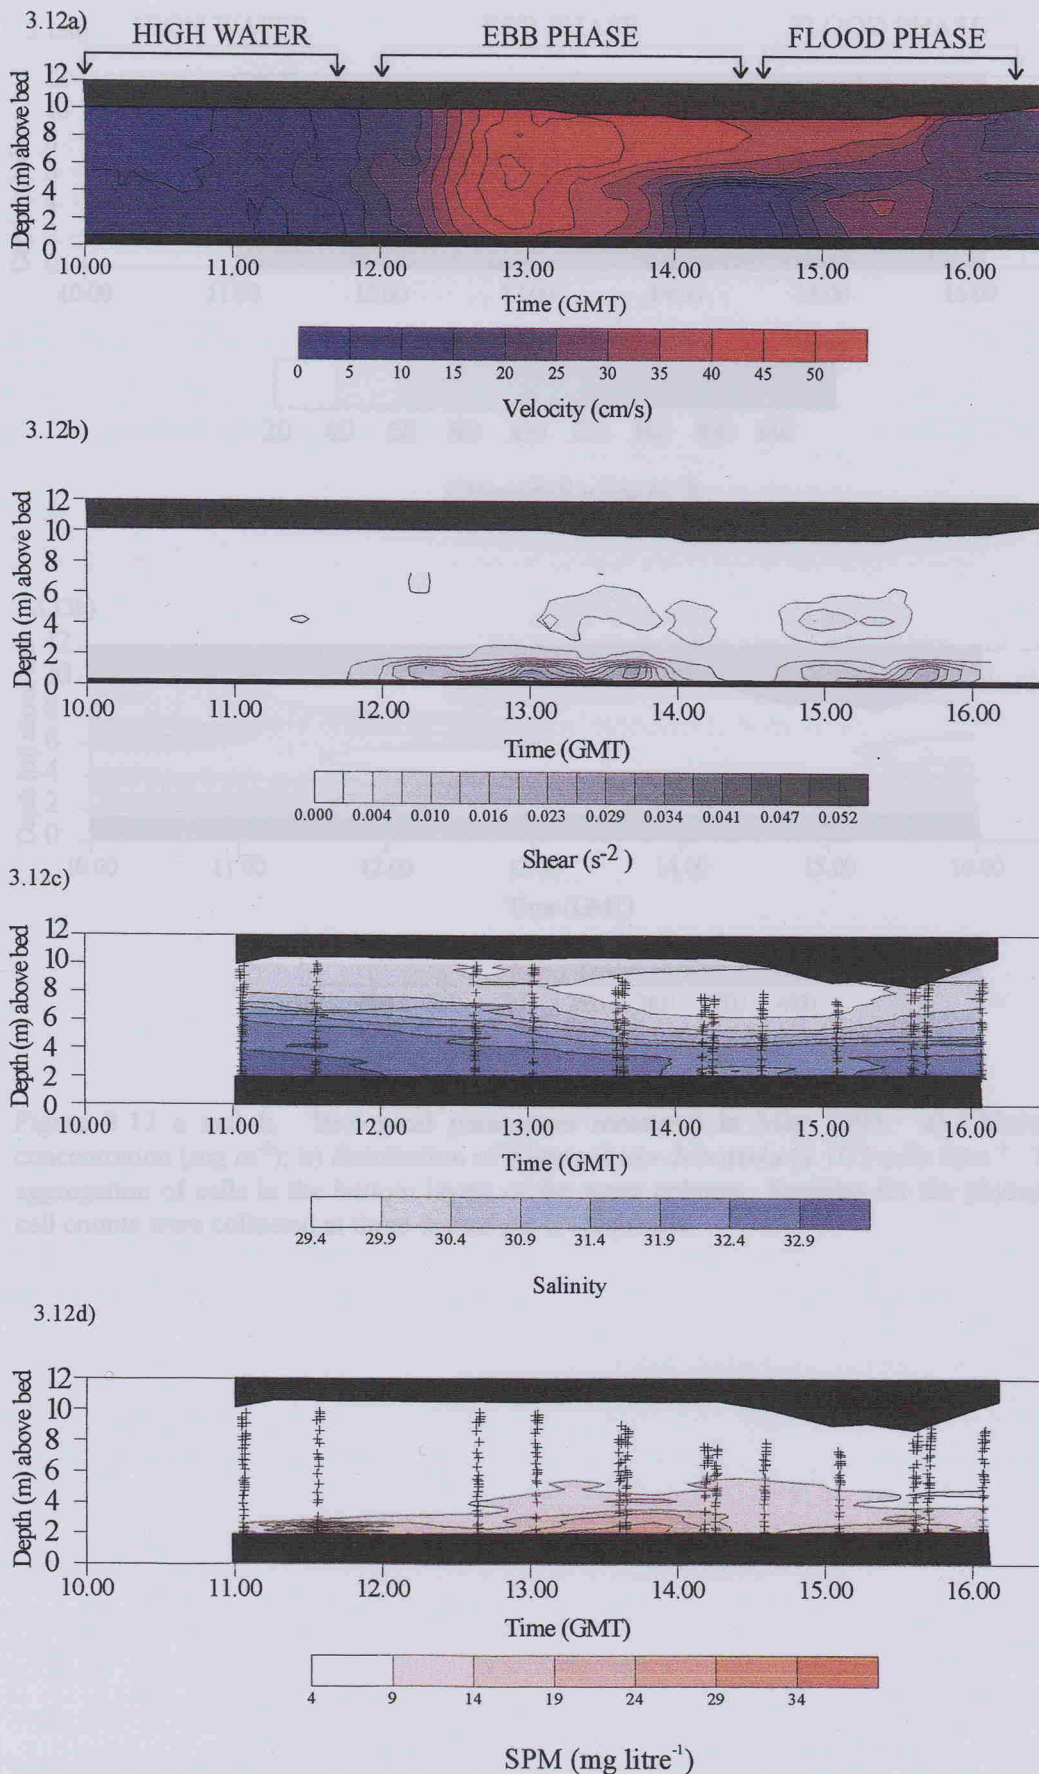 3.12a)
HIGH WATER EBB PHASE FLOOD PHASE
Depth (m) above bed
12
10
8
6
4
2
0
10.00 11.00 12.00 13.00 14.00 15.00 16.00
Time (GMT)
0 5 10 15 20 25 30 35 40 45 50
Velocity (cm/s)
3.12b)
Depth (m) above bed
12
10
8
6
4
2
0
10.00 11.00 12.00 13.00 14.00 15.00 16.00
Time (GMT)
0.000 0.004 0.010 0.016 0.023 0.029 0.034 0.041 0.047 0.052
Shear (s⁻²)
3.12c)
Depth (m) above bed
12
10
8
6
4
2
0
10.00 11.00 12.00 13.00 14.00 15.00 16.00
Time (GMT)
29.4 29.9 30.4 30.9 31.4 31.9 32.4 32.9
Salinity
3.12d)
Depth (m) above bed
12
10
8
6
4
2
0
10.00 11.00 12.00 13.00 14.00 15.00 16.00
Time (GMT)
4 9 14 19 24 29 34
SPM (mg litre⁻¹)